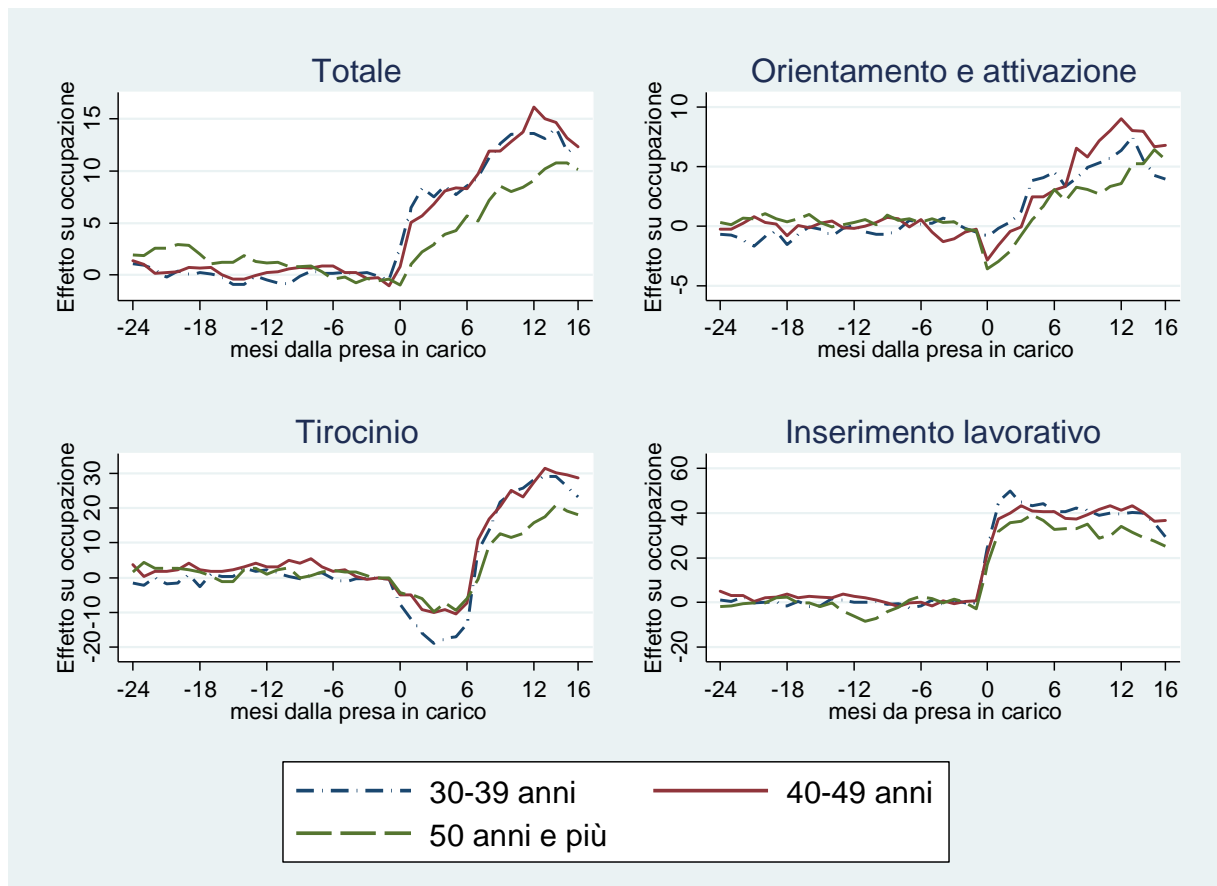 Totale
Effetto su occupazione
15
10
5
0
-24 -18 -12 -6 0 6 12 16
mesi dalla presa in carico
Orientamento e attivazione
Effetto su occupazione
10
5
0
-5
-24 -18 -12 -6 0 6 12 16
mesi dalla presa in carico
Tirocinio
Effetto su occupazione
30
20
10
0
-10
-20
-24 -18 -12 -6 0 6 12 16
mesi dalla presa in carico
Inserimento lavorativo
Effetto su occupazione
60
40
20
0
-20
-24 -18 -12 -6 0 6 12 16
mesi da presa in carico
30-39 anni 40-49 anni
50 anni e più